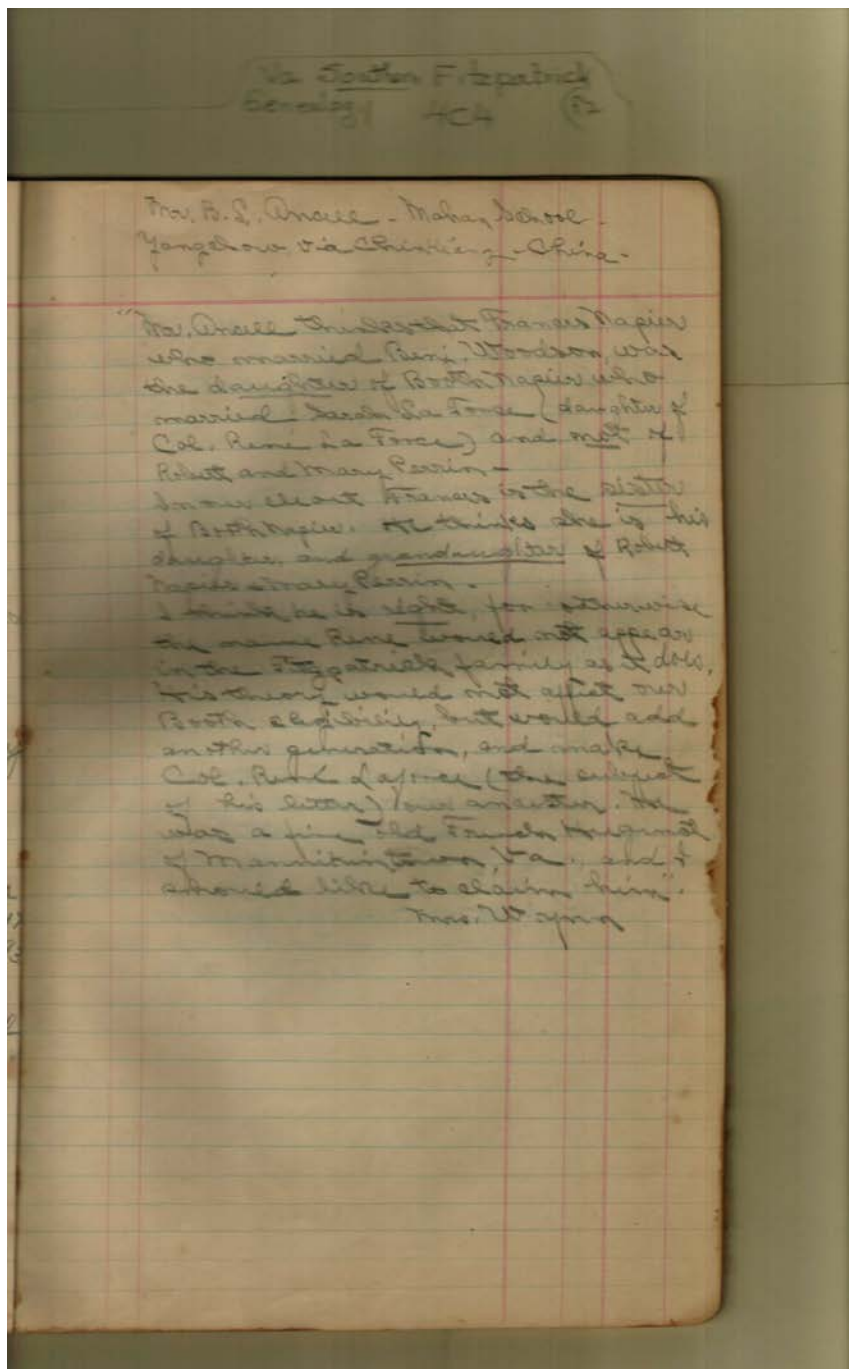 Va Southern Fitzpatrick
Genealogy 4C4
Mr. B. L. Ancell - Mahan School -
Yangchow, via Chinkiang - China -
"Mr. Ancell thinks that Frances Napier
who married Benj. Woodson, was
the daughter of Booth Napier who
married Sarah La Force (daughter of
Col. Rene La Force) and not of
Robert and Mary Perrin -
In our chart Frances is the sister
of Booth Napier. He thinks she is his
daughter, and grandaughter of Robert
Napier & Mary Perrin.
I think he is right, for otherwise
the name Rene would not appear
in the Fitzpatrick family as it does.
His theory would not affect our
Booth eligibility, but would add
another generation, and make
Col. Rene Laforce (the subject
of his letter) our ancestor. He
was a fine old French Huguenot
of Mannikintown, Va., and I
should like to claim him".
Mrs.